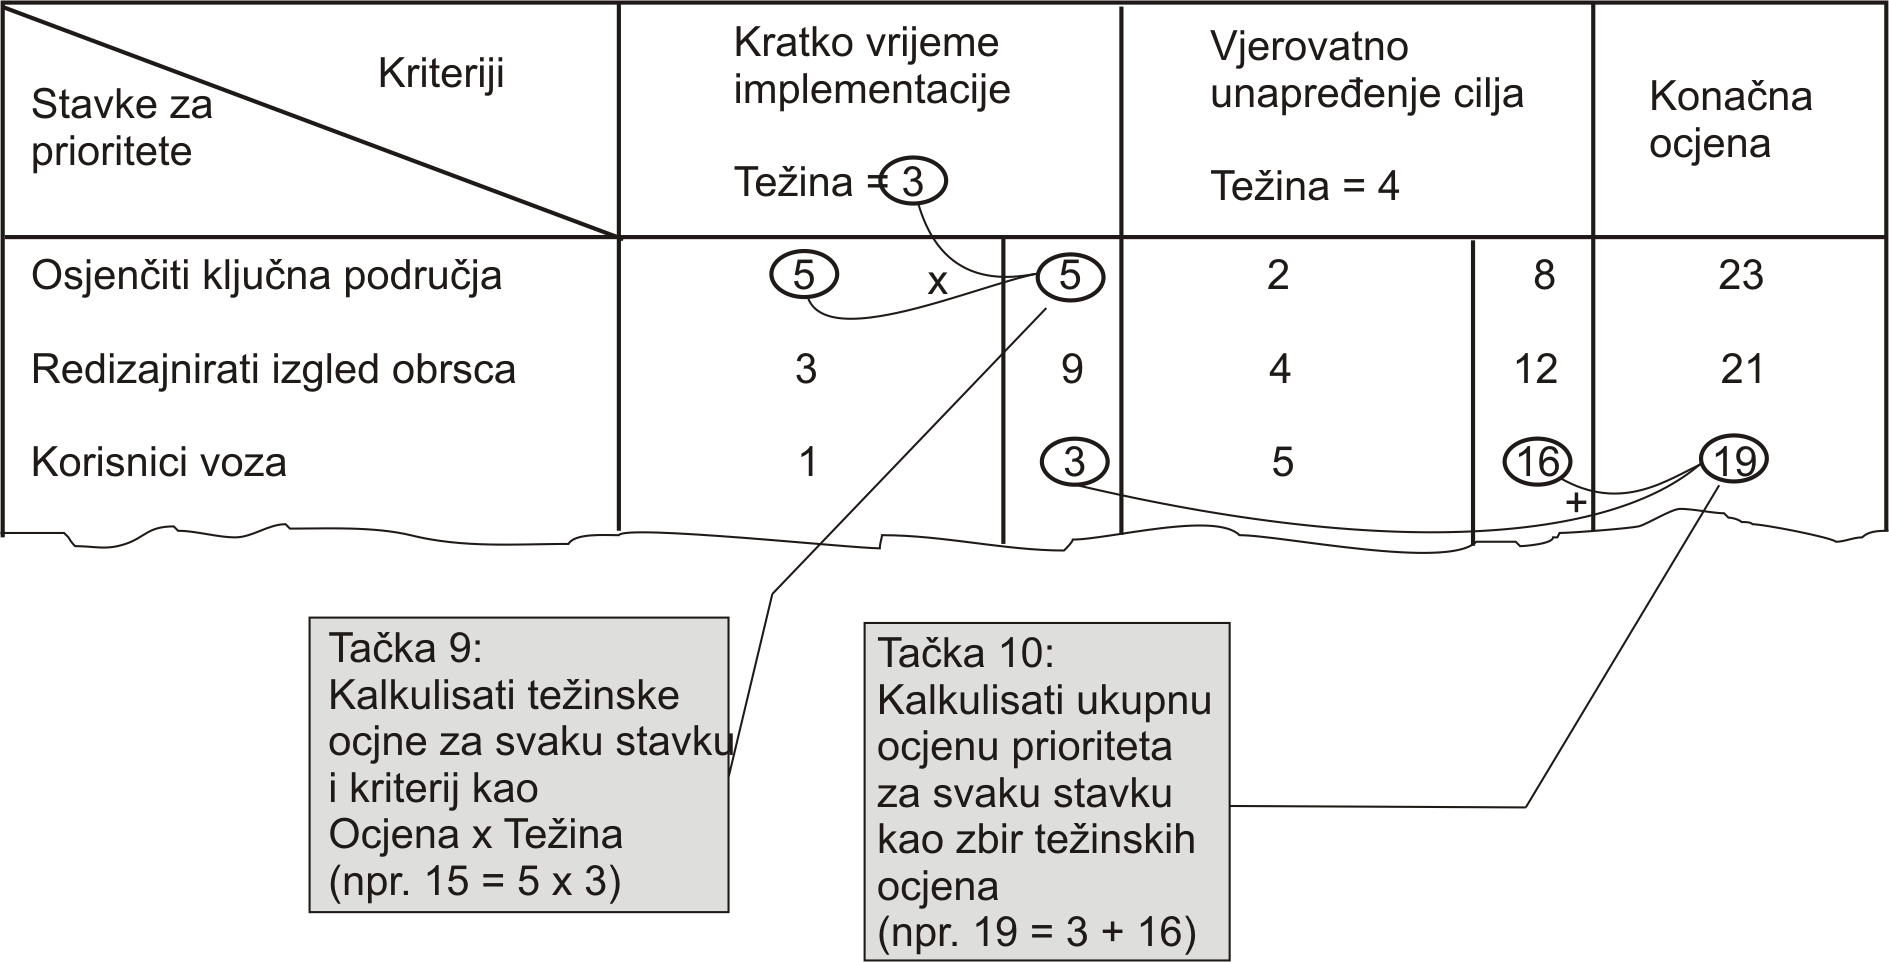 Kriteriji
Stavke za
prioritete
Kratko vrijeme
implementacije
Težina = 3
Vjerovatno
unapređenje cilja
Težina = 4
Konačna
ocjena
Osjenčiti ključna područja 5 x 5 2 8 23
Redizajnirati izgled obrsca 3 9 4 12 21
Korisnici voza 1 3 5 16 19
+
Tačka 9:
Kalkulisati težinske
ocjne za svaku stavku
i kriterij kao
Ocjena x Težina
(npr. 15 = 5 x 3)
Tačka 10:
Kalkulisati ukupnu
ocjenu prioriteta
za svaku stavku
kao zbir težinskih
ocjena
(npr. 19 = 3 + 16)